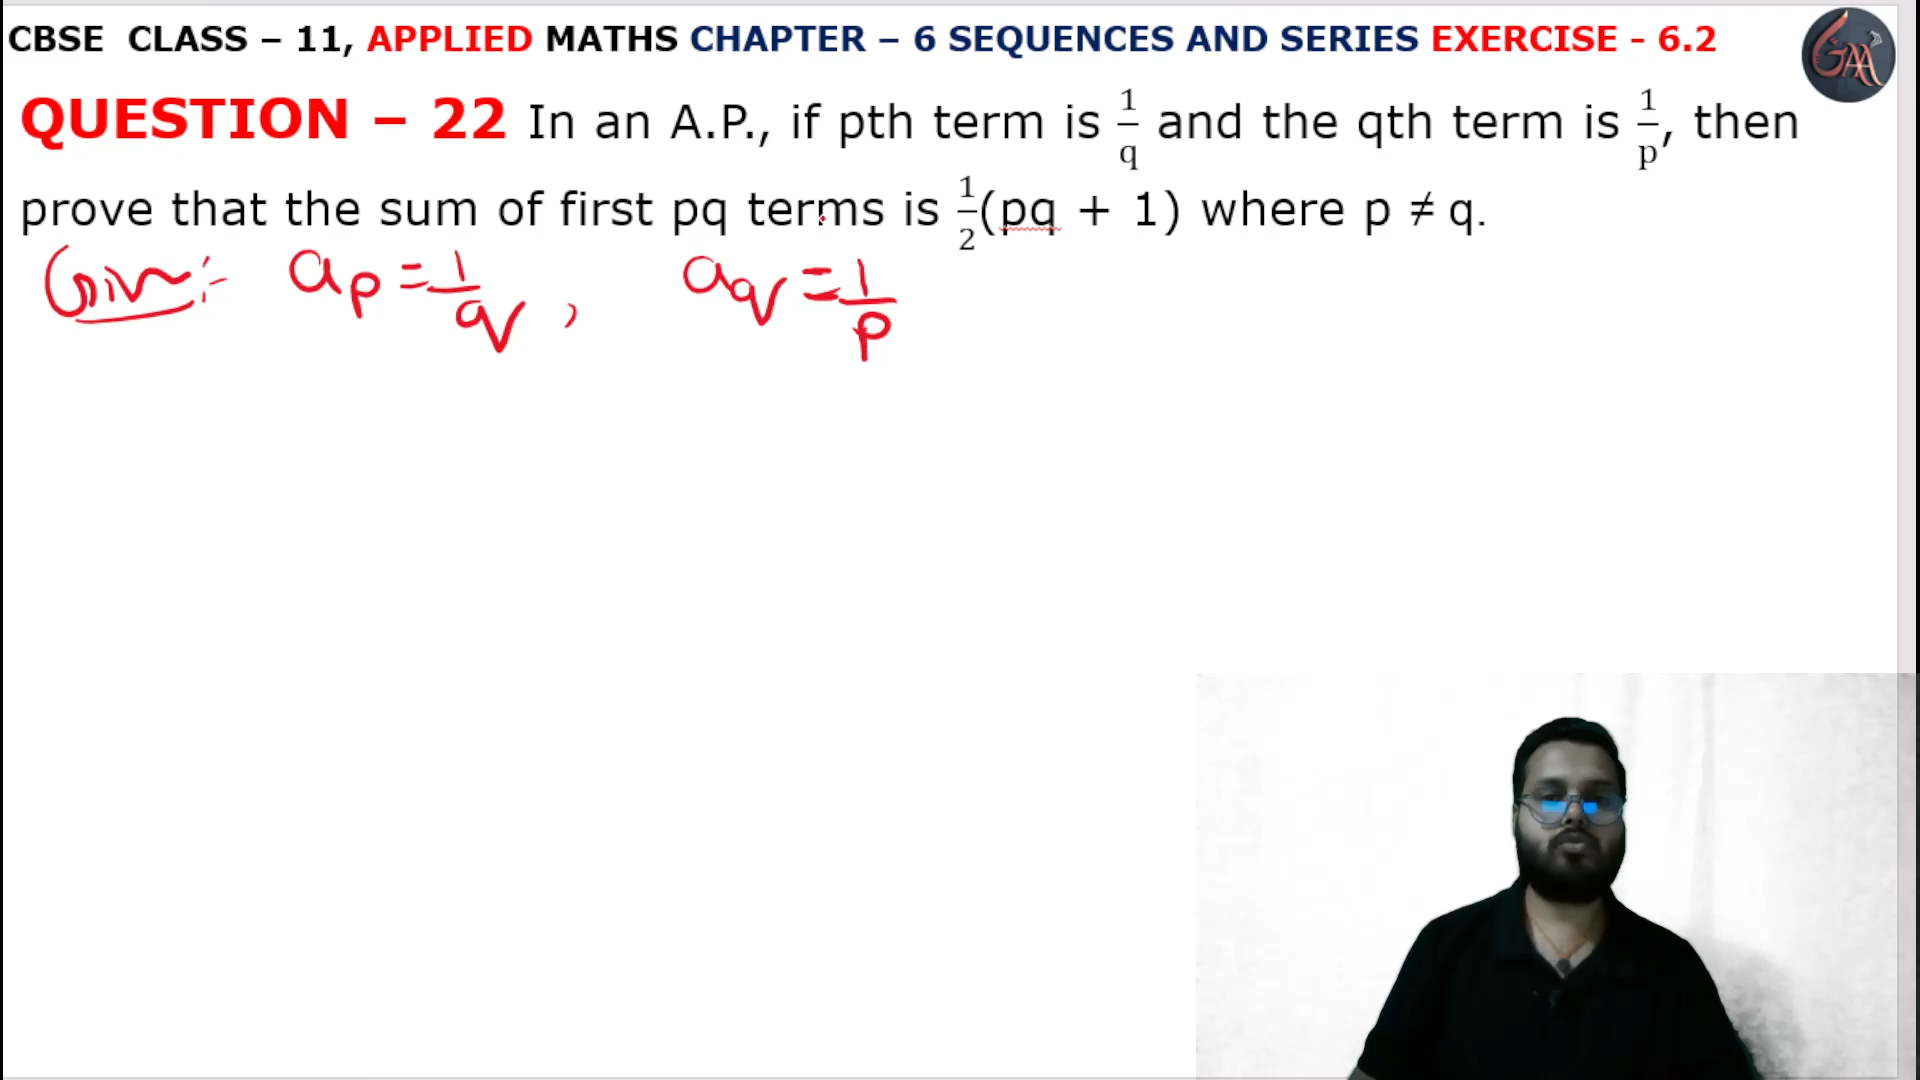 CBSE CLASS – 11, APPLIED MATHS CHAPTER – 6 SEQUENCES AND SERIES EXERCISE - 6.2
QUESTION – 22 In an A.P., if pth term is 1/q and the qth term is 1/p, then
prove that the sum of first pq terms is 1/2(pq + 1) where p ≠ q.
Given:- a_p = 1/q, a_q = 1/p